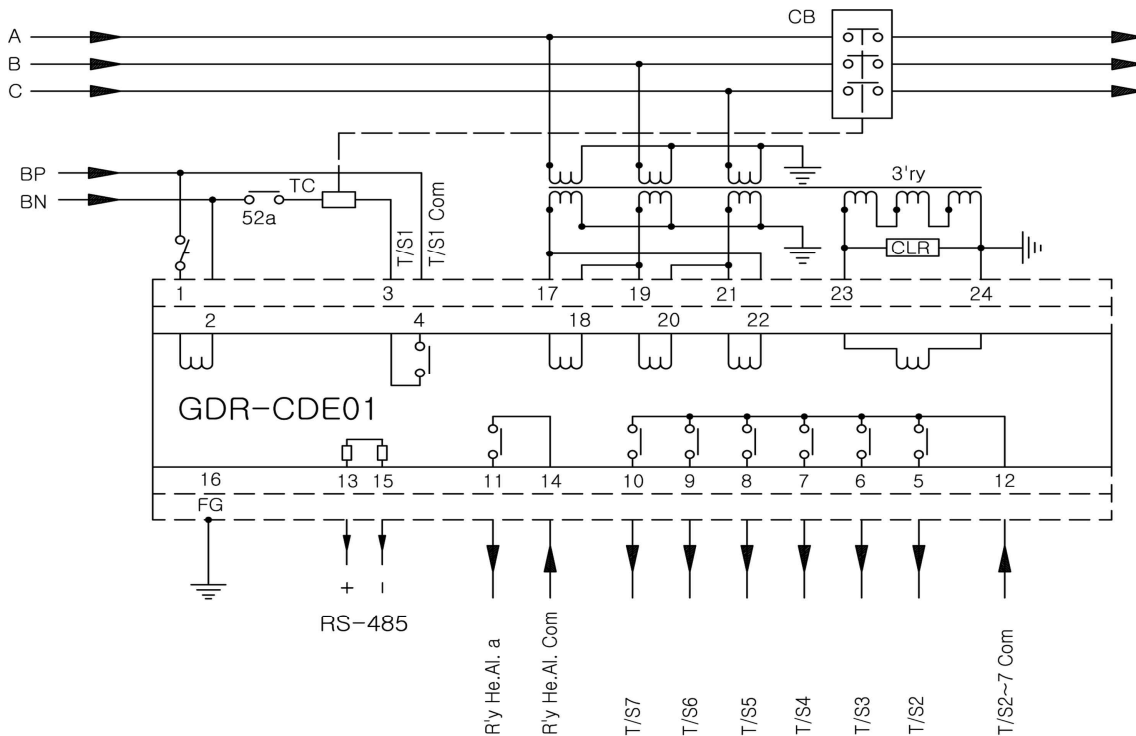 CB
A
B
C
3'ry
BP
BN
TC
52a
T/S1
T/S1 Com
CLR
1
3
17
19
21
23
24
2
4
18
20
22
GDR-CDE01
16
13
15
11
14
10
9
8
7
6
5
12
FG
+
-
RS-485
R'y He.Al. a
R'y He.Al. Com
T/S7
T/S6
T/S5
T/S4
T/S3
T/S2
T/S2~7 Com